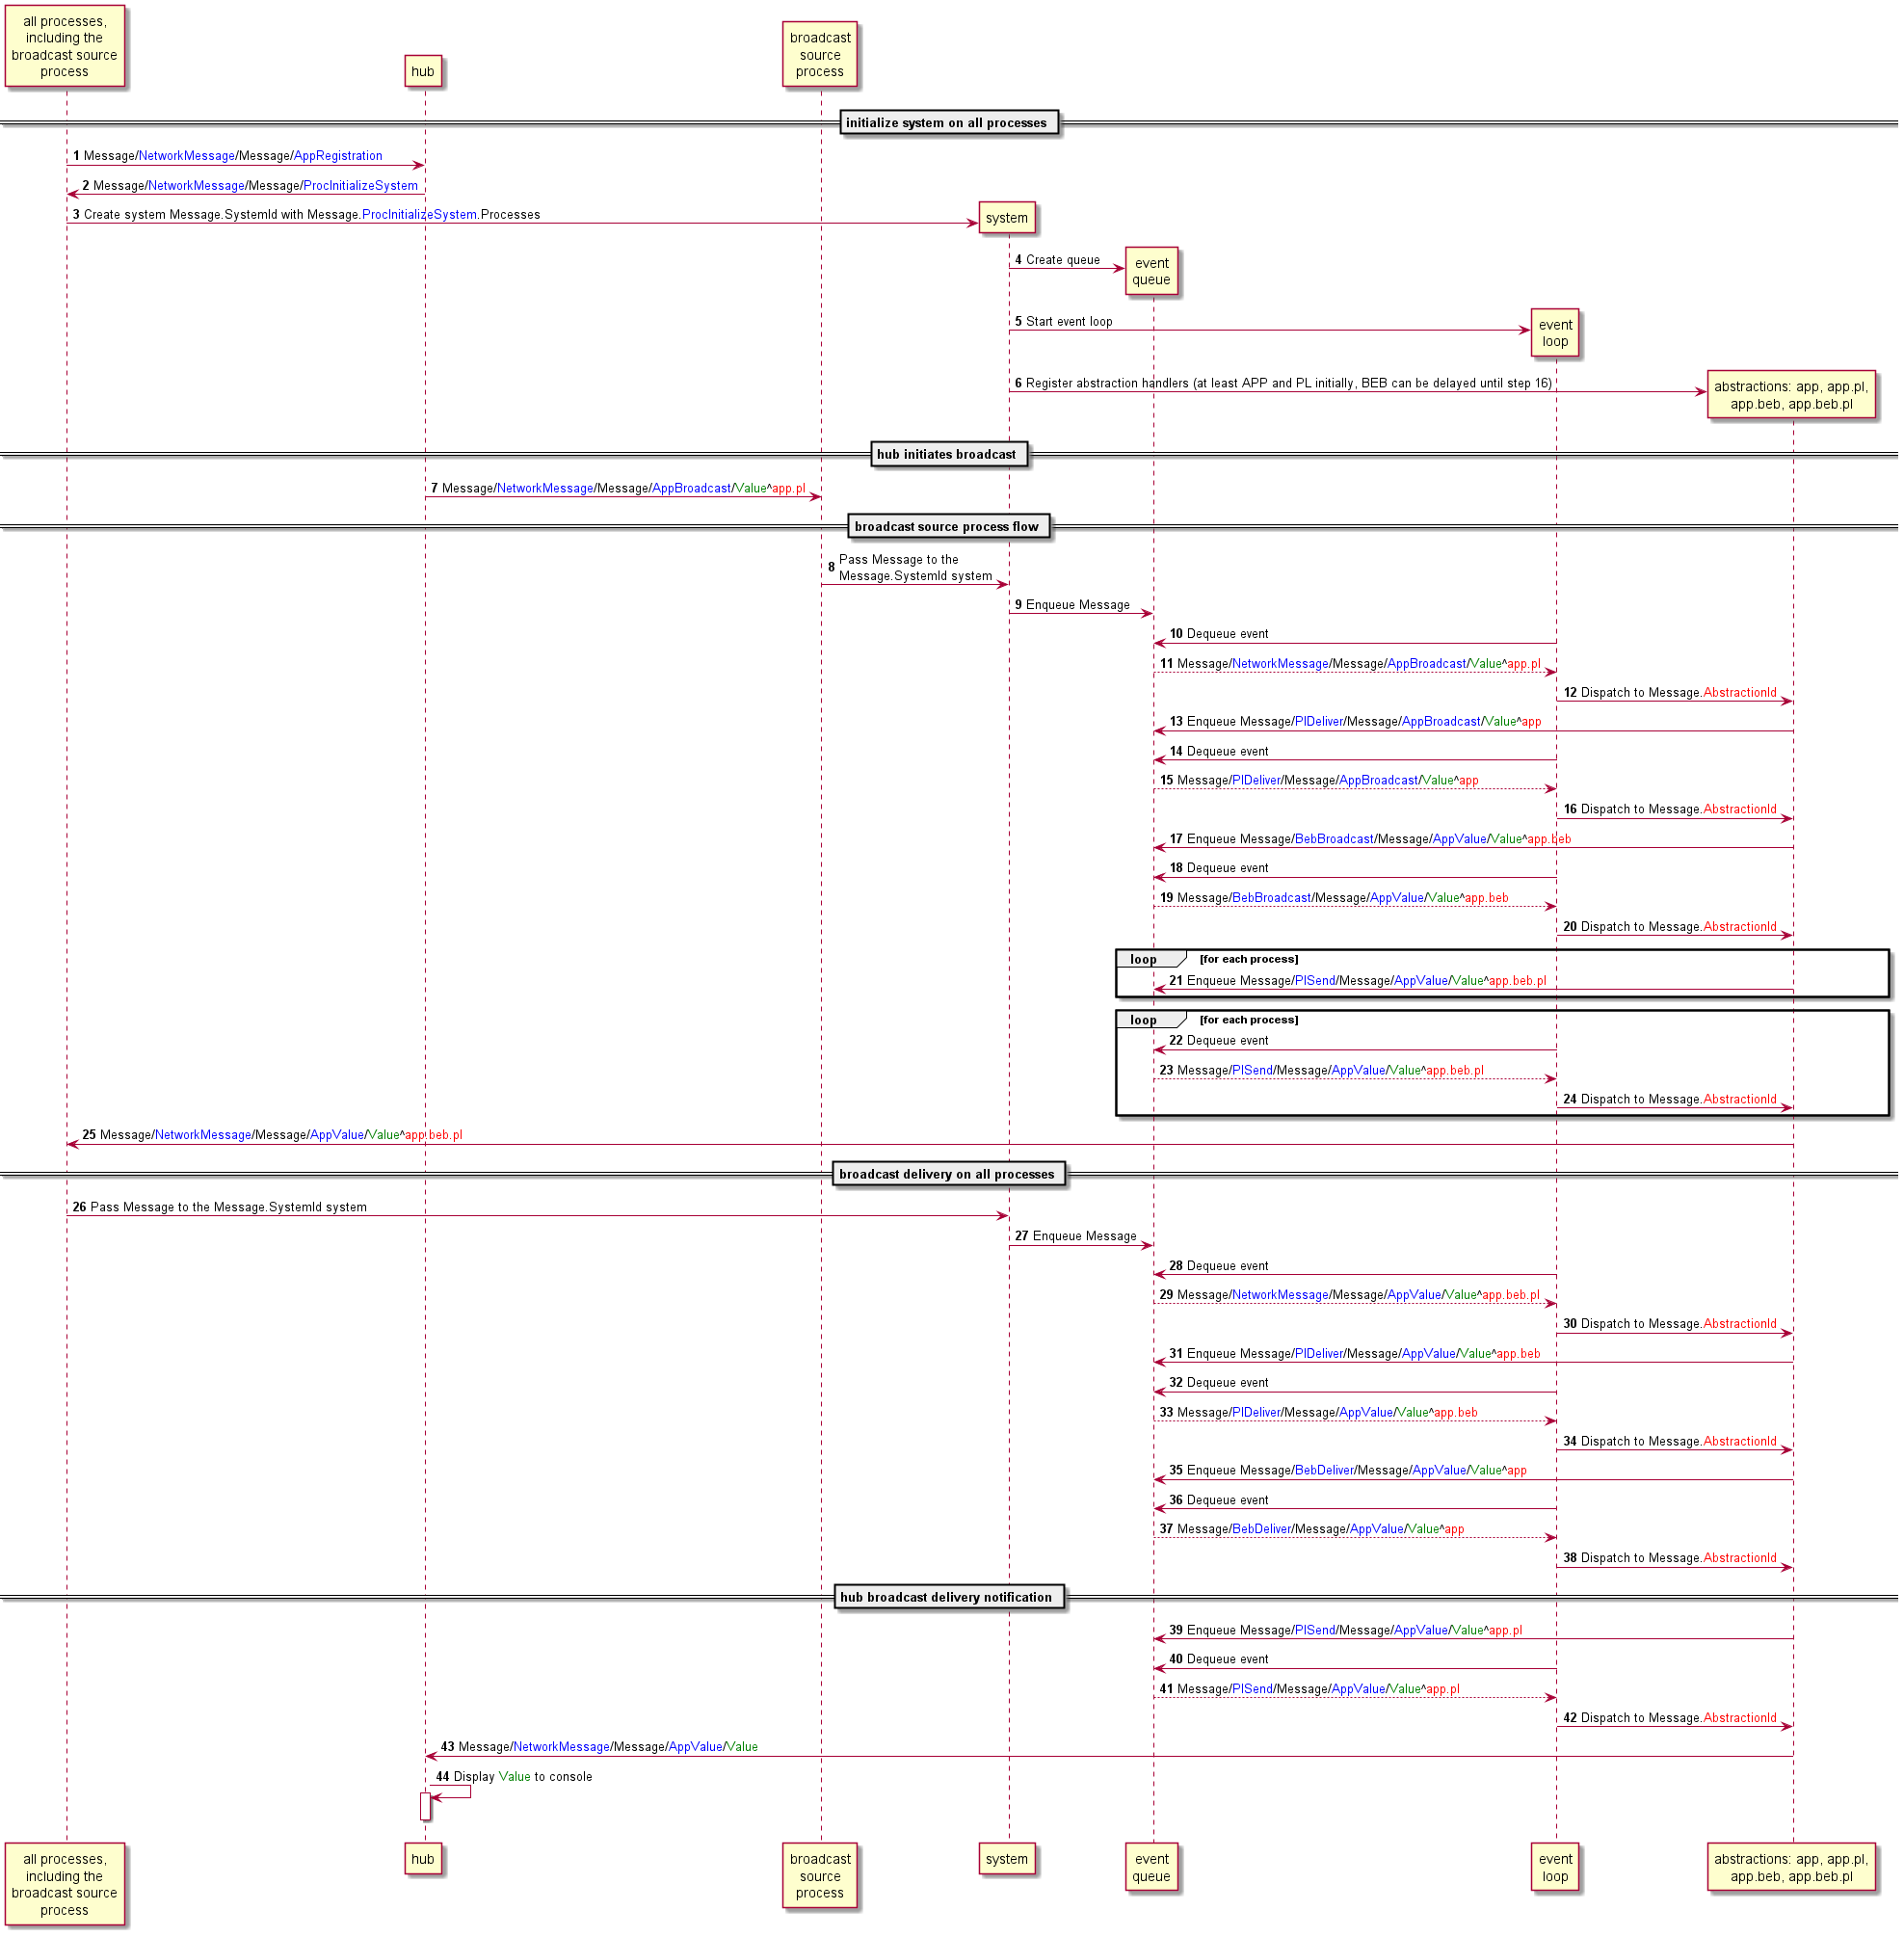 all processes,
including the
broadcast source
process
hub
broadcast
source
process
initialize system on all processes
1 Message/NetworkMessage/Message/AppRegistration
2 Message/NetworkMessage/Message/ProcInitializeSystem
3 Create system Message.SystemId with Message.ProcInitializeSystem.Processes
system
4 Create queue
event
queue
5 Start event loop
event
loop
6 Register abstraction handlers (at least APP and PL initially, BEB can be delayed until step 16)
abstractions: app, app.pl,
app.beb, app.beb.pl
hub initiates broadcast
7 Message/NetworkMessage/Message/AppBroadcast/Value^app.pl
broadcast source process flow
8 Pass Message to the
Message.SystemId system
9 Enqueue Message
10 Dequeue event
11 Message/NetworkMessage/Message/AppBroadcast/Value^app.pl
12 Dispatch to Message.AbstractionId
13 Enqueue Message/PlDeliver/Message/AppBroadcast/Value^app
14 Dequeue event
15 Message/PlDeliver/Message/AppBroadcast/Value^app
16 Dispatch to Message.AbstractionId
17 Enqueue Message/BebBroadcast/Message/AppValue/Value^app.beb
18 Dequeue event
19 Message/BebBroadcast/Message/AppValue/Value^app.beb
20 Dispatch to Message.AbstractionId
loop [for each process]
21 Enqueue Message/PlSend/Message/AppValue/Value^app.beb.pl
loop [for each process]
22 Dequeue event
23 Message/PlSend/Message/AppValue/Value^app.beb.pl
24 Dispatch to Message.AbstractionId
25 Message/NetworkMessage/Message/AppValue/Value^app.beb.pl
broadcast delivery on all processes
26 Pass Message to the Message.SystemId system
27 Enqueue Message
28 Dequeue event
29 Message/NetworkMessage/Message/AppValue/Value^app.beb.pl
30 Dispatch to Message.AbstractionId
31 Enqueue Message/PlDeliver/Message/AppValue/Value^app.beb
32 Dequeue event
33 Message/PlDeliver/Message/AppValue/Value^app.beb
34 Dispatch to Message.AbstractionId
35 Enqueue Message/BebDeliver/Message/AppValue/Value^app
36 Dequeue event
37 Message/BebDeliver/Message/AppValue/Value^app
38 Dispatch to Message.AbstractionId
hub broadcast delivery notification
39 Enqueue Message/PlSend/Message/AppValue/Value^app.pl
40 Dequeue event
41 Message/PlSend/Message/AppValue/Value^app.pl
42 Dispatch to Message.AbstractionId
43 Message/NetworkMessage/Message/AppValue/Value
44 Display Value to console
all processes,
including the
broadcast source
process
hub
broadcast
source
process
system
event
queue
event
loop
abstractions: app, app.pl,
app.beb, app.beb.pl